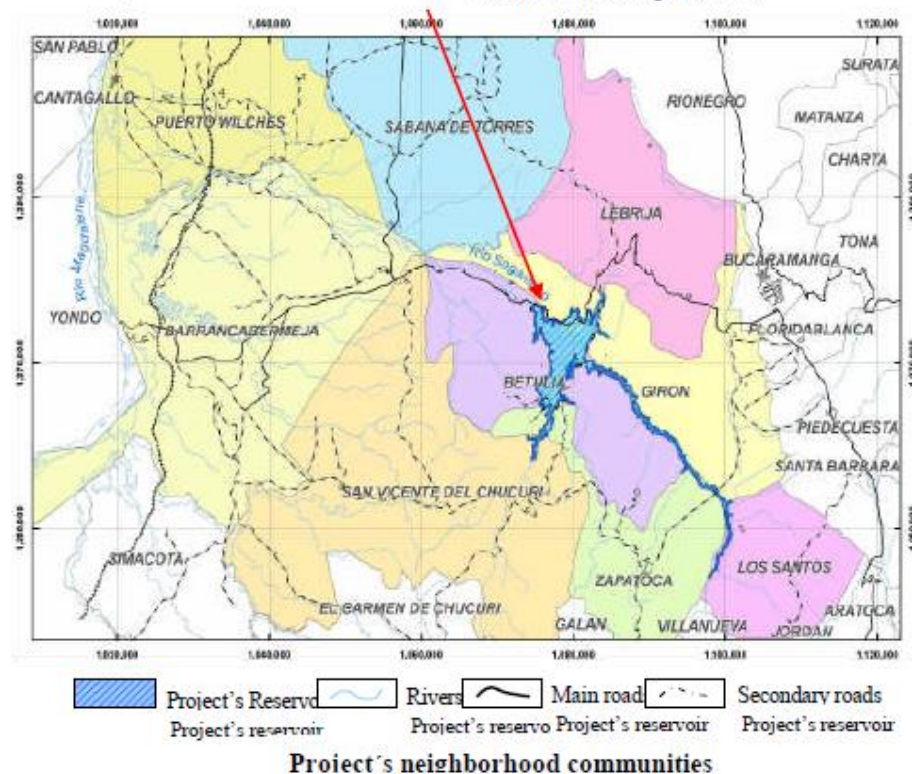 1,020,000 1,040,000 1,060,000 1,080,000 1,100,000 1,120,000
SAN PABLO
SURATA
CANTAGALLO
RIONEGRO
PUERTO WILCHES
SABANA DE TORRES
MATANZA
CHARTA
LEBRIJA
TONA
Río Magdalena
Río Sogamoso
BUCARAMANGA
YONDO
BARRANCABERMEJA
FLORIDABLANCA
BETULIA
GIRON
PIEDECUESTA
SANTA BARBARA
SAN VICENTE DEL CHUCURI
SIMACOTA
ZAPATOCA
LOS SANTOS
EL CARMEN DE CHUCURI
ARATOCA
GALAN
VILLANUEVA
JORDAN
1,020,000 1,040,000 1,060,000 1,080,000 1,100,000 1,120,000
Project's Reservo Rivers Main roads Secondary roads
Project's reservoir Project's reservo Project's reservoir Project's reservoir
Project´s neighborhood communities